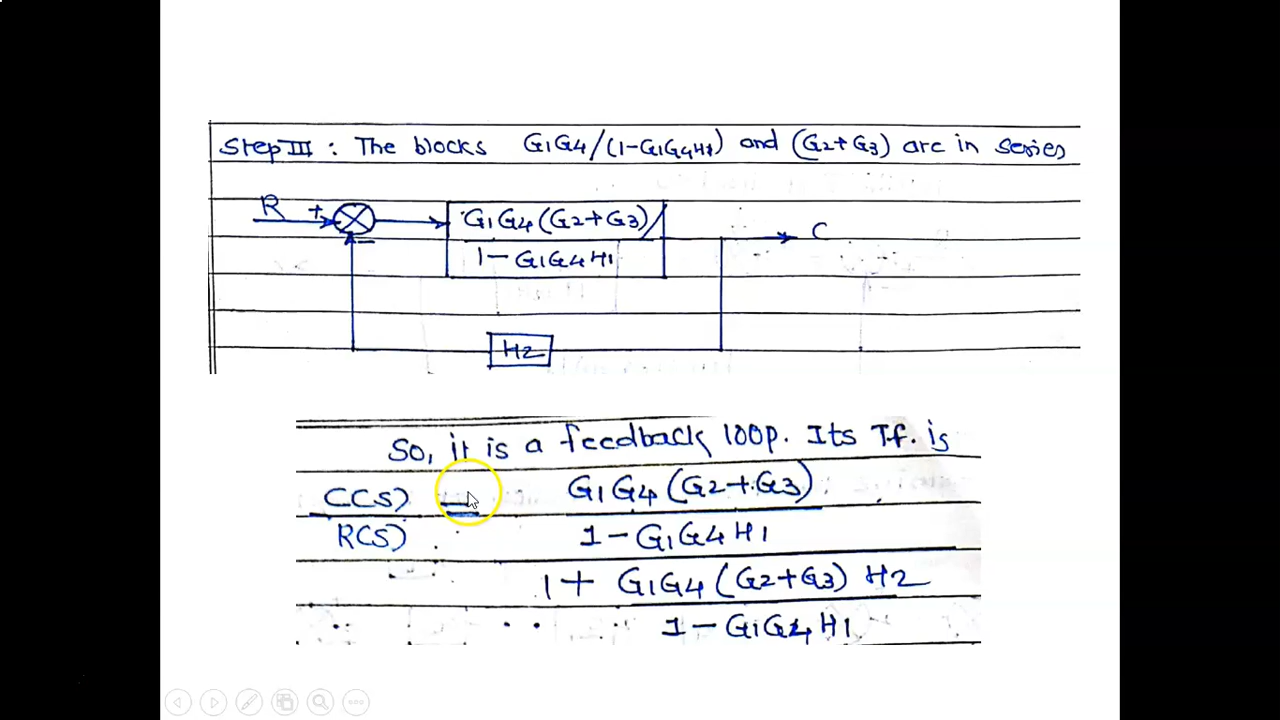 Step III : The blocks G1G4/(1-G1G4H1) and (G2+G3) are in series
R + G1G4(G2+G3)/ C
-
1-G1G4H1
H2
So, it is a feedback loop. Its Tf. is
C(S) = G1G4(G2+G3)
R(S) 1-G1G4H1
1+ G1G4(G2+G3) H2
1-G1G4H1